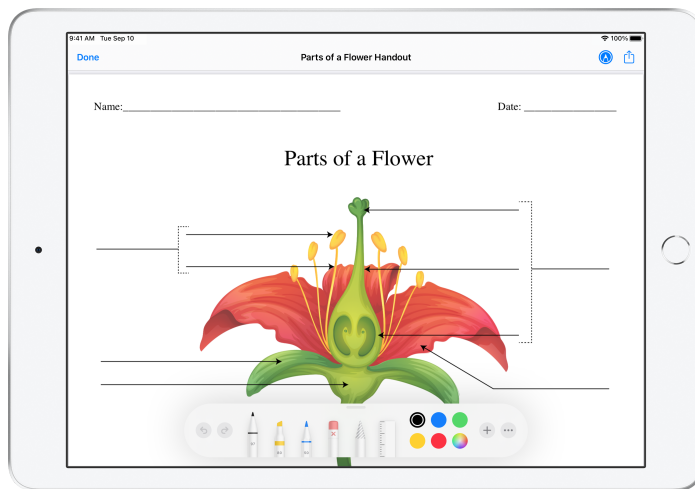 9:41 AM Tue Sep 10 100%
Done Parts of a Flower Handout
Name: Date:
Parts of a Flower